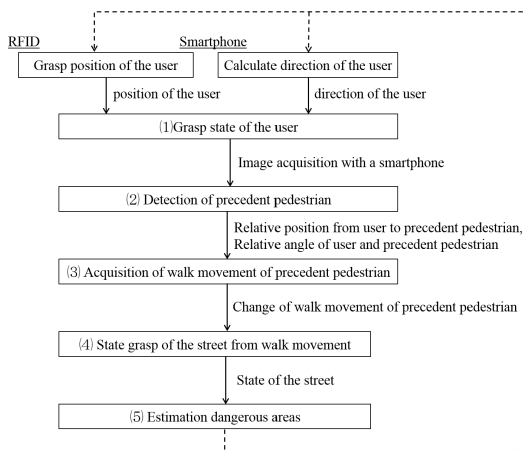 RFID
Smartphone
Grasp position of the user
Calculate direction of the user
position of the user
direction of the user
(1)Grasp state of the user
Image acquisition with a smartphone
(2) Detection of precedent pedestrian
Relative position from user to precedent pedestrian,
Relative angle of user and precedent pedestrian
(3) Acquisition of walk movement of precedent pedestrian
Change of walk movement of precedent pedestrian
(4) State grasp of the street from walk movement
State of the street
(5) Estimation dangerous areas